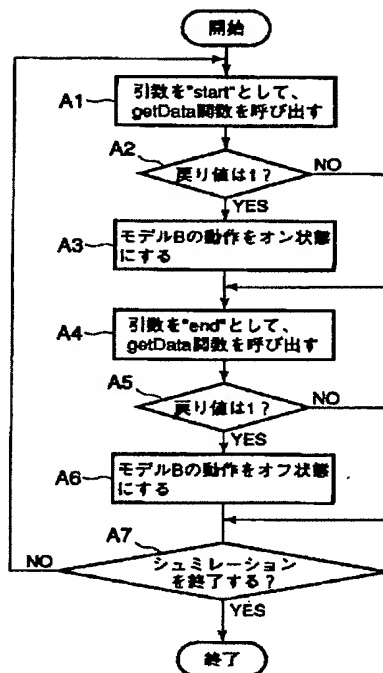 開始
A1
引数を"start"として、
getData関数を呼び出す
A2
戻り値は1？
NO
YES
A3
モデルBの動作をオン状態
にする
A4
引数を"end"として、
getData関数を呼び出す
A5
戻り値は1？
NO
YES
A6
モデルBの動作をオフ状態
にする
A7
シュミレーション
を終了する？
NO
YES
終了